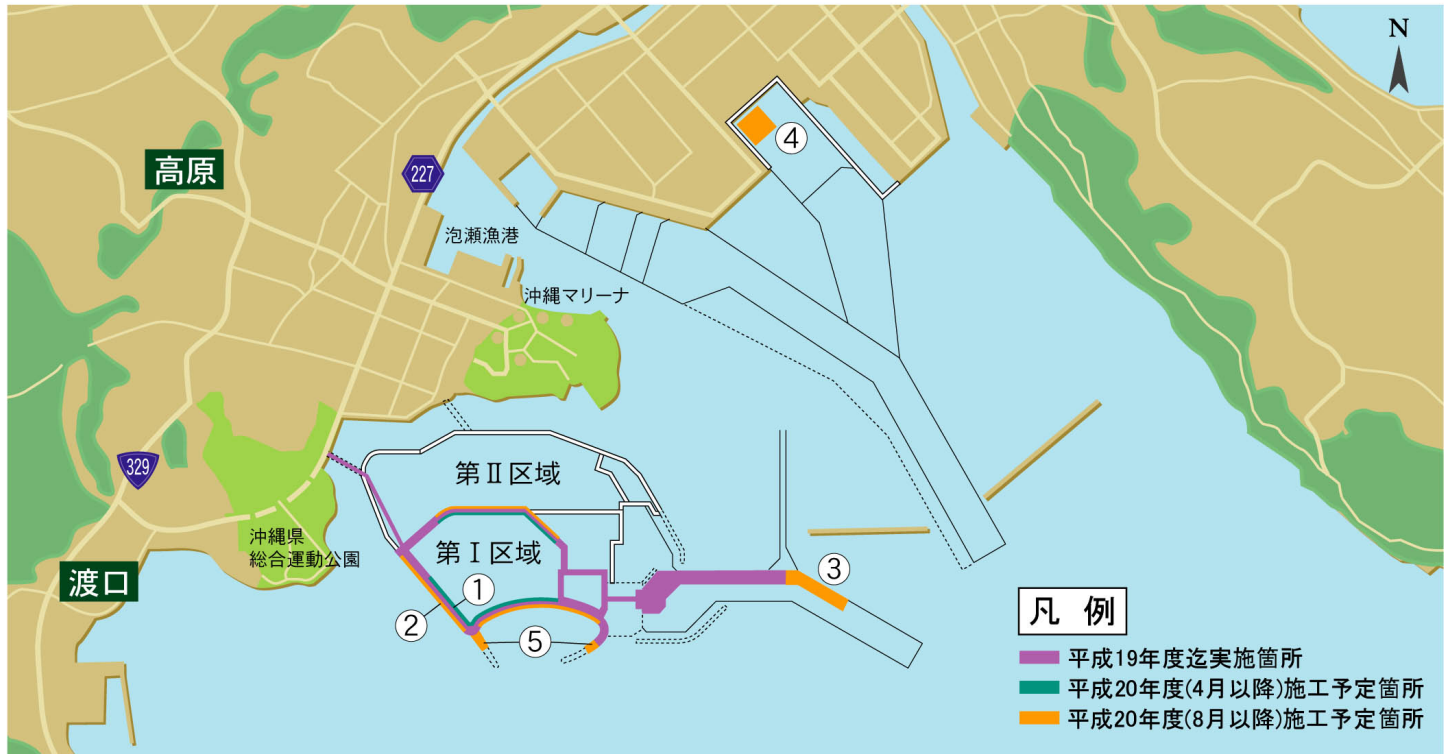 N
④
高原
227
泡瀬漁港
沖縄マリーナ
329
第Ⅱ区域
沖縄県
総合運動公園
第Ⅰ区域
渡口
①
②
③
⑤
凡 例
平成19年度迄実施箇所
平成20年度(4月以降)施工予定箇所
平成20年度(8月以降)施工予定箇所